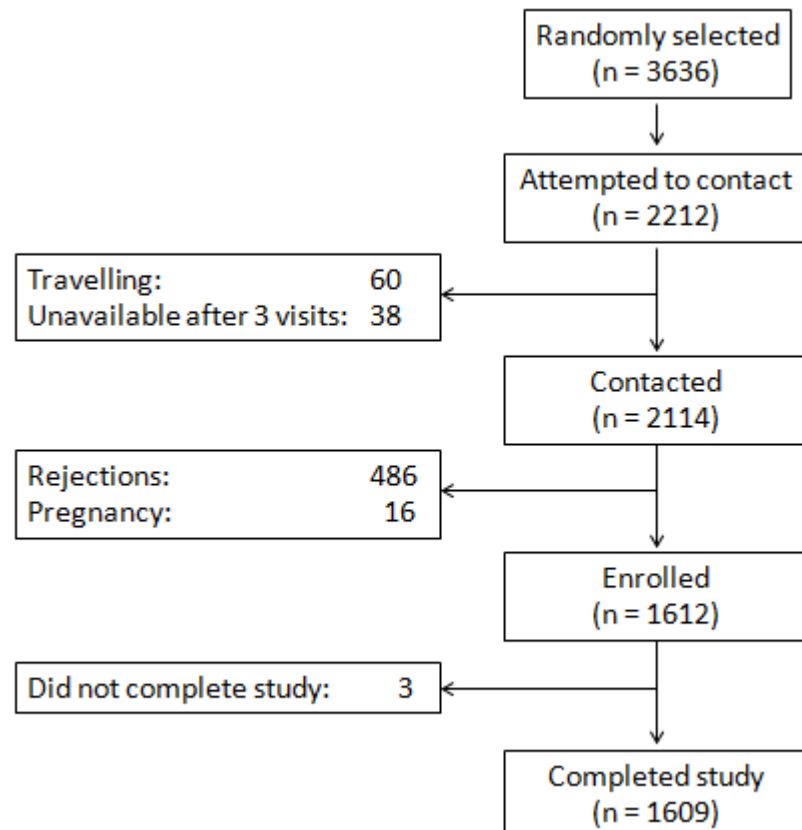 Randomly selected
(n = 3636)
Attempted to contact
(n = 2212)
Travelling: 60
Unavailable after 3 visits: 38
Contacted
(n = 2114)
Rejections: 486
Pregnancy: 16
Enrolled
(n = 1612)
Did not complete study: 3
Completed study
(n = 1609)